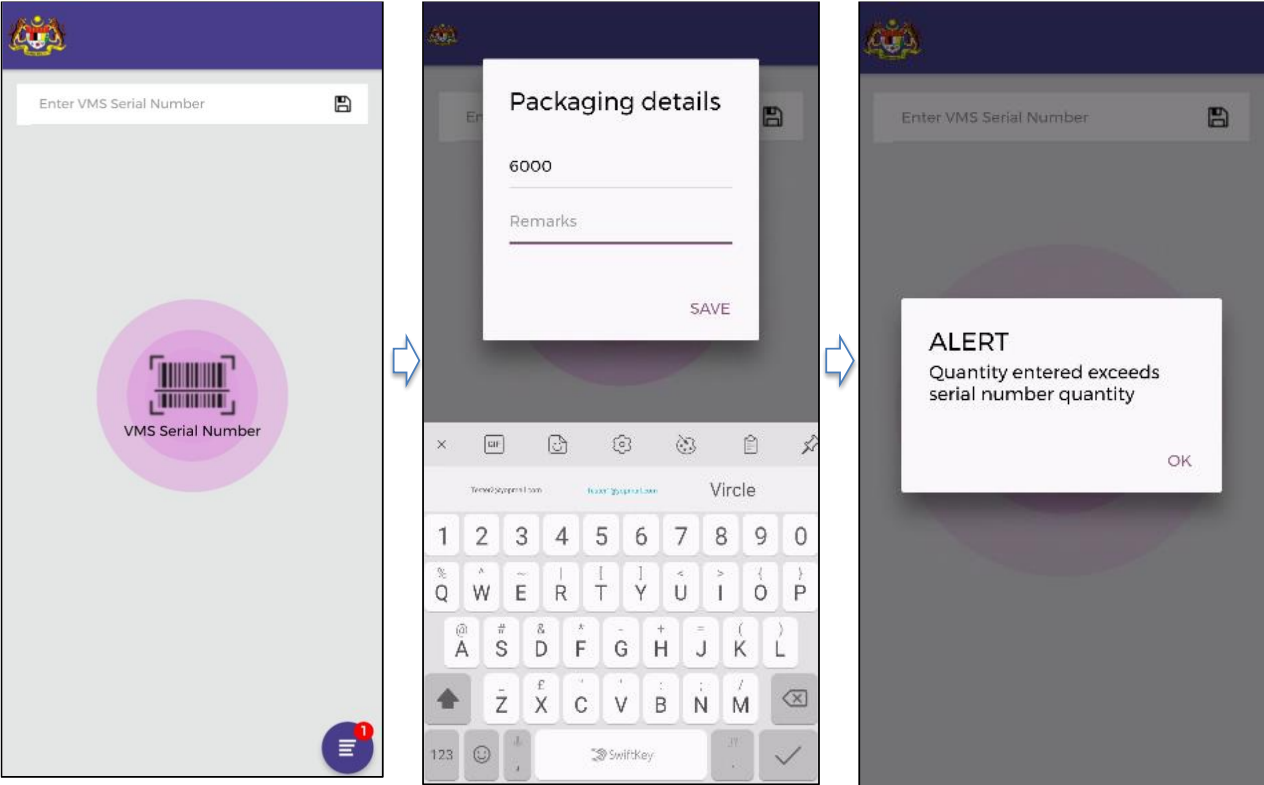 Enter VMS Serial Number
VMS Serial Number
1
En
Packaging details
6000
Remarks
SAVE
GIF
Vircle
1 2 3 4 5 6 7 8 9 0
% ^ ~ | [ ] < > { }
Q W E R T Y U I O P
@ # & * - + = ( )
A S D F G H J K L
_ £ " ' : ; /
Z X C V B N M
123 , SwiftKey .
Enter VMS Serial Number
ALERT
Quantity entered exceeds
serial number quantity
OK